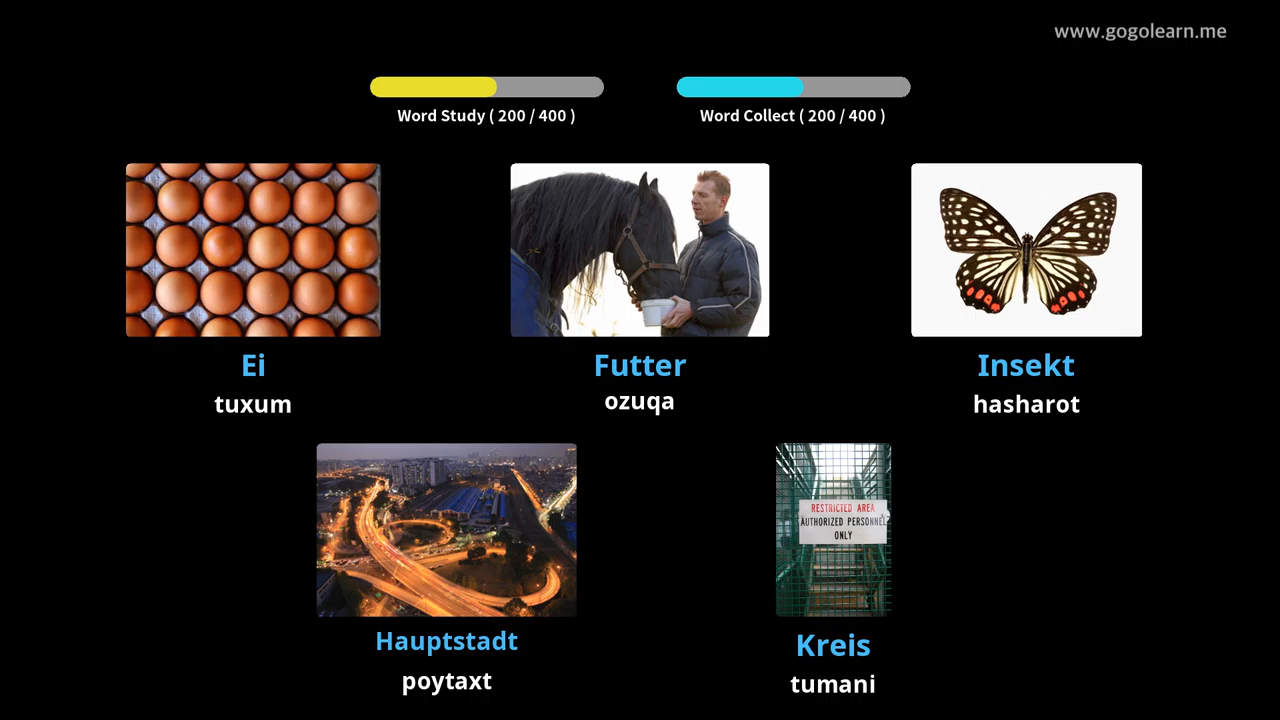 www.gogolearn.me
Word Study ( 200 / 400 )
Word Collect ( 200 / 400 )
Ei
tuxum
Futter
ozuqa
Insekt
hasharot
Hauptstadt
poytaxt
RESTRICTED AREA
AUTHORIZED PERSONNEL
ONLY
Kreis
tumani